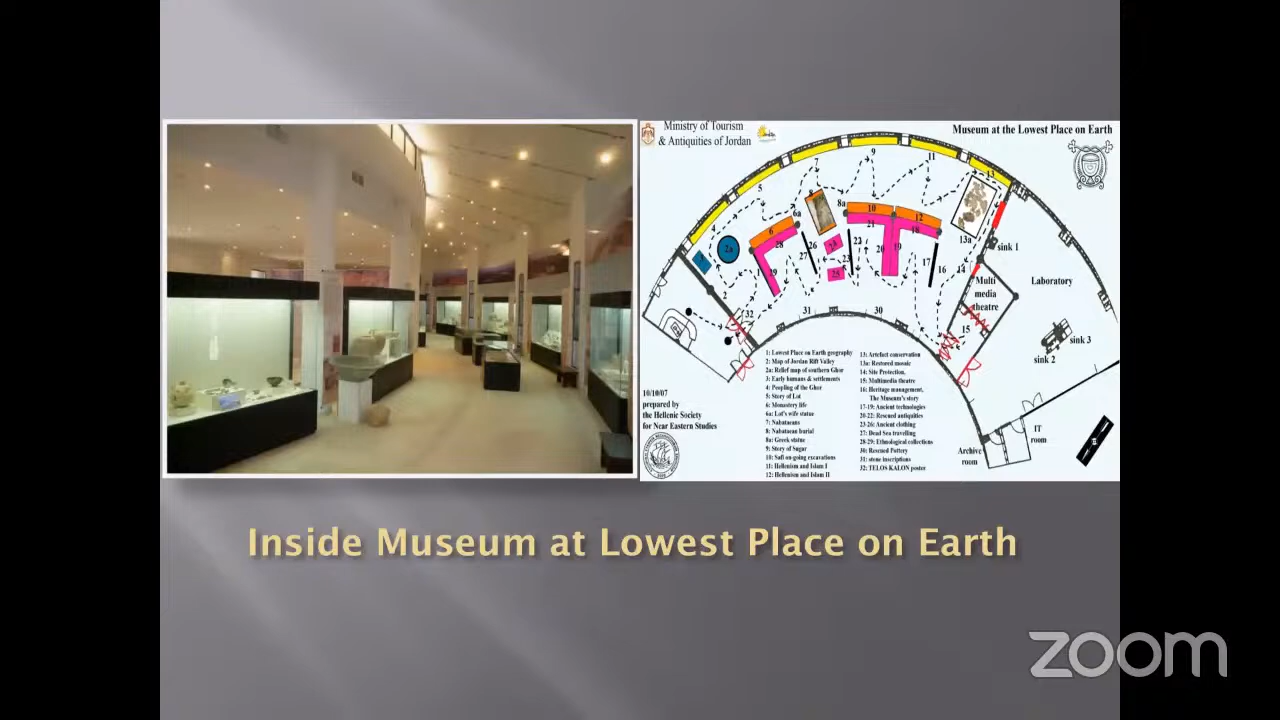 Ministry of Tourism
& Antiquities of Jordan
Museum at the Lowest Place on Earth
sink 1
Multi
media
theatre
Laboratory
sink 3
sink 2
IT
room
Archive
room
10/10/07
prepared by
the Hellenic Society
for Near Eastern Studies
1: Lowest Place on Earth geography
2: Map of Jordan Rift Valley
2a: Relief map of southern Ghor
3: Early humans & settlements
4: Peopling of the Ghor
5: Story of Lot
6: Monastery life
6a: Lot's wife statue
7: Nabataeans
8: Nabataean burial
8a: Greek statue
9: Story of Sugar
10: Safi on-going excavations
11: Hellenism and Islam I
12: Hellenism and Islam II
13: Artefact conservation
13a: Restored mosaic
14: Site Protection,
15: Multimedia theatre
16: Heritage management,
The Museum's story
17-19: Ancient technologies
20-22: Rescued antiquities
23-26: Ancient clothing
27: Dead Sea travelling
28-29: Ethnological collections
30: Rescued Pottery
31: stone inscriptions
32: TELOS KALON poster
Inside Museum at Lowest Place on Earth
zoom